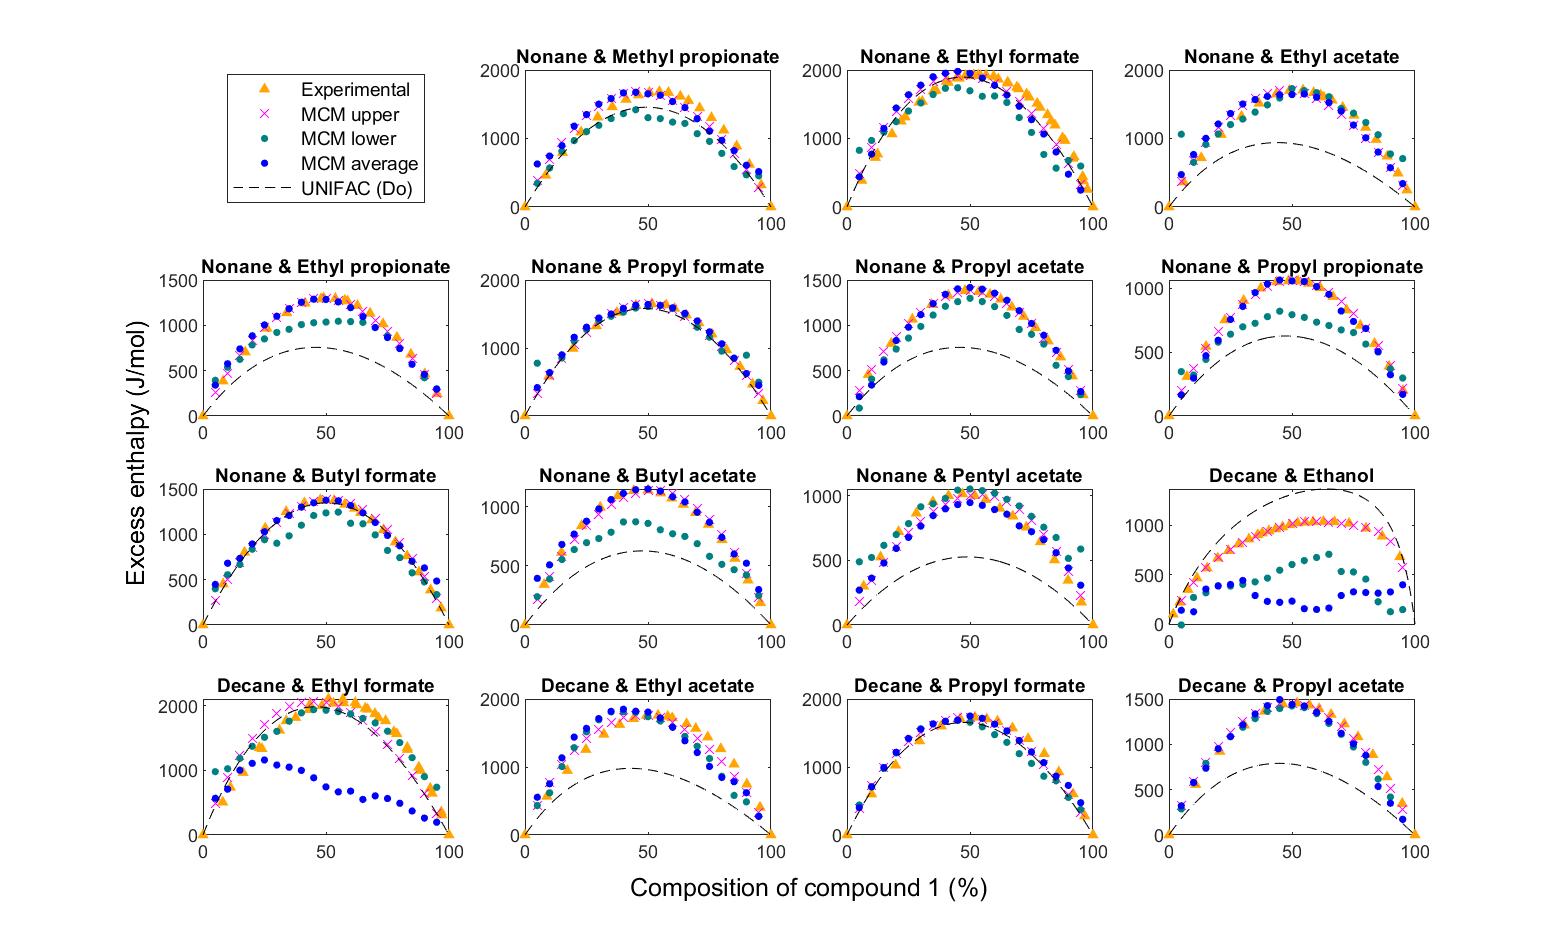 Experimental
MCM upper
MCM lower
MCM average
UNIFAC (Do)
Nonane & Methyl propionate
2000
1000
0
0 50 100
Nonane & Ethyl formate
2000
1000
0
0 50 100
Nonane & Ethyl acetate
2000
1000
0
0 50 100
Excess enthalpy (J/mol)
Nonane & Ethyl propionate
1500
1000
500
0
0 50 100
Nonane & Propyl formate
2000
1000
0
0 50 100
Nonane & Propyl acetate
1500
1000
500
0
0 50 100
Nonane & Propyl propionate
1000
500
0
0 50 100
Nonane & Butyl formate
1500
1000
500
0
0 50 100
Nonane & Butyl acetate
1000
500
0
0 50 100
Nonane & Pentyl acetate
1000
500
0
0 50 100
Decane & Ethanol
1000
500
0
0 50 100
Decane & Ethyl formate
2000
1000
0
0 50 100
Decane & Ethyl acetate
2000
1000
0
0 50 100
Decane & Propyl formate
2000
1000
0
0 50 100
Decane & Propyl acetate
1500
1000
500
0
0 50 100
Composition of compound 1 (%)